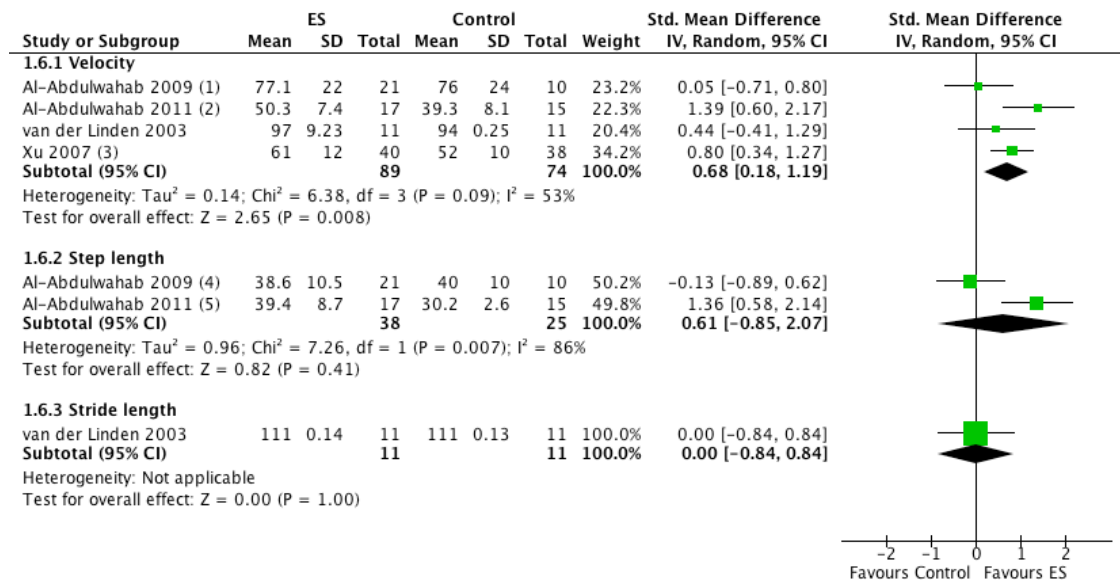 ES Control Std. Mean Difference Std. Mean Difference
Study or Subgroup Mean SD Total Mean SD Total Weight IV, Random, 95% CI IV, Random, 95% CI
1.6.1 Velocity
Al-Abdulwahab 2009 (1) 77.1 22 21 76 24 10 23.2% 0.05 [-0.71, 0.80]
Al-Abdulwahab 2011 (2) 50.3 7.4 17 39.3 8.1 15 22.3% 1.39 [0.60, 2.17]
van der Linden 2003 97 9.23 11 94 0.25 11 20.4% 0.44 [-0.41, 1.29]
Xu 2007 (3) 61 12 40 52 10 38 34.2% 0.80 [0.34, 1.27]
Subtotal (95% CI) 89 74 100.0% 0.68 [0.18, 1.19]
Heterogeneity: Tau² = 0.14; Chi² = 6.38, df = 3 (P = 0.09); I² = 53%
Test for overall effect: Z = 2.65 (P = 0.008)
1.6.2 Step length
Al-Abdulwahab 2009 (4) 38.6 10.5 21 40 10 10 50.2% -0.13 [-0.89, 0.62]
Al-Abdulwahab 2011 (5) 39.4 8.7 17 30.2 2.6 15 49.8% 1.36 [0.58, 2.14]
Subtotal (95% CI) 38 25 100.0% 0.61 [-0.85, 2.07]
Heterogeneity: Tau² = 0.96; Chi² = 7.26, df = 1 (P = 0.007); I² = 86%
Test for overall effect: Z = 0.82 (P = 0.41)
1.6.3 Stride length
van der Linden 2003 111 0.14 11 111 0.13 11 100.0% 0.00 [-0.84, 0.84]
Subtotal (95% CI) 11 11 100.0% 0.00 [-0.84, 0.84]
Heterogeneity: Not applicable
Test for overall effect: Z = 0.00 (P = 1.00)
-2 -1 0 1 2
Favours Control Favours ES